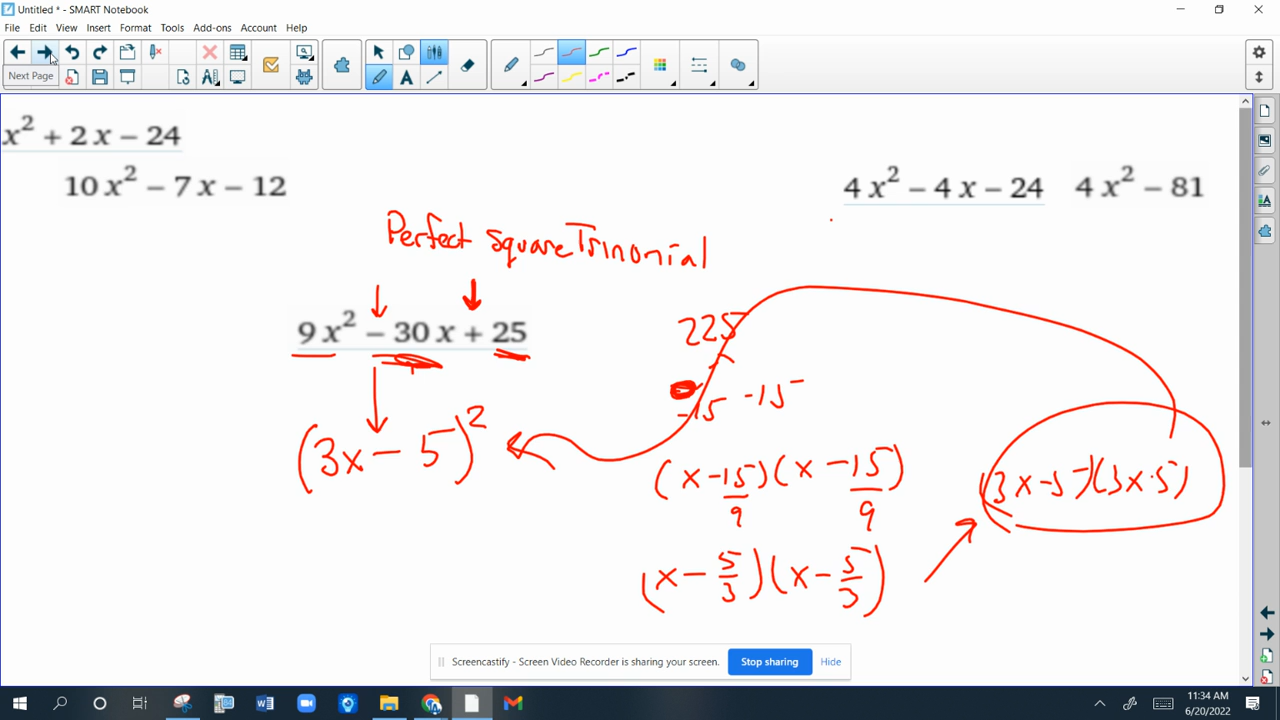 Untitled * - SMART Notebook
File Edit View Insert Format Tools Add-ons Account Help
Next Page
x² + 2x − 24
10x² − 7x − 12
4x² − 4x − 24
4x² − 81
Perfect Square Trinomial
9x² − 30x + 25
225
-15 -15
(3x − 5)²
(x − 15/9)(x − 15/9)
(3x-5)(3x-5)
(x − 5/3)(x − 5/3)
Screencastify - Screen Video Recorder is sharing your screen.
Stop sharing
Hide
11:34 AM
6/20/2022